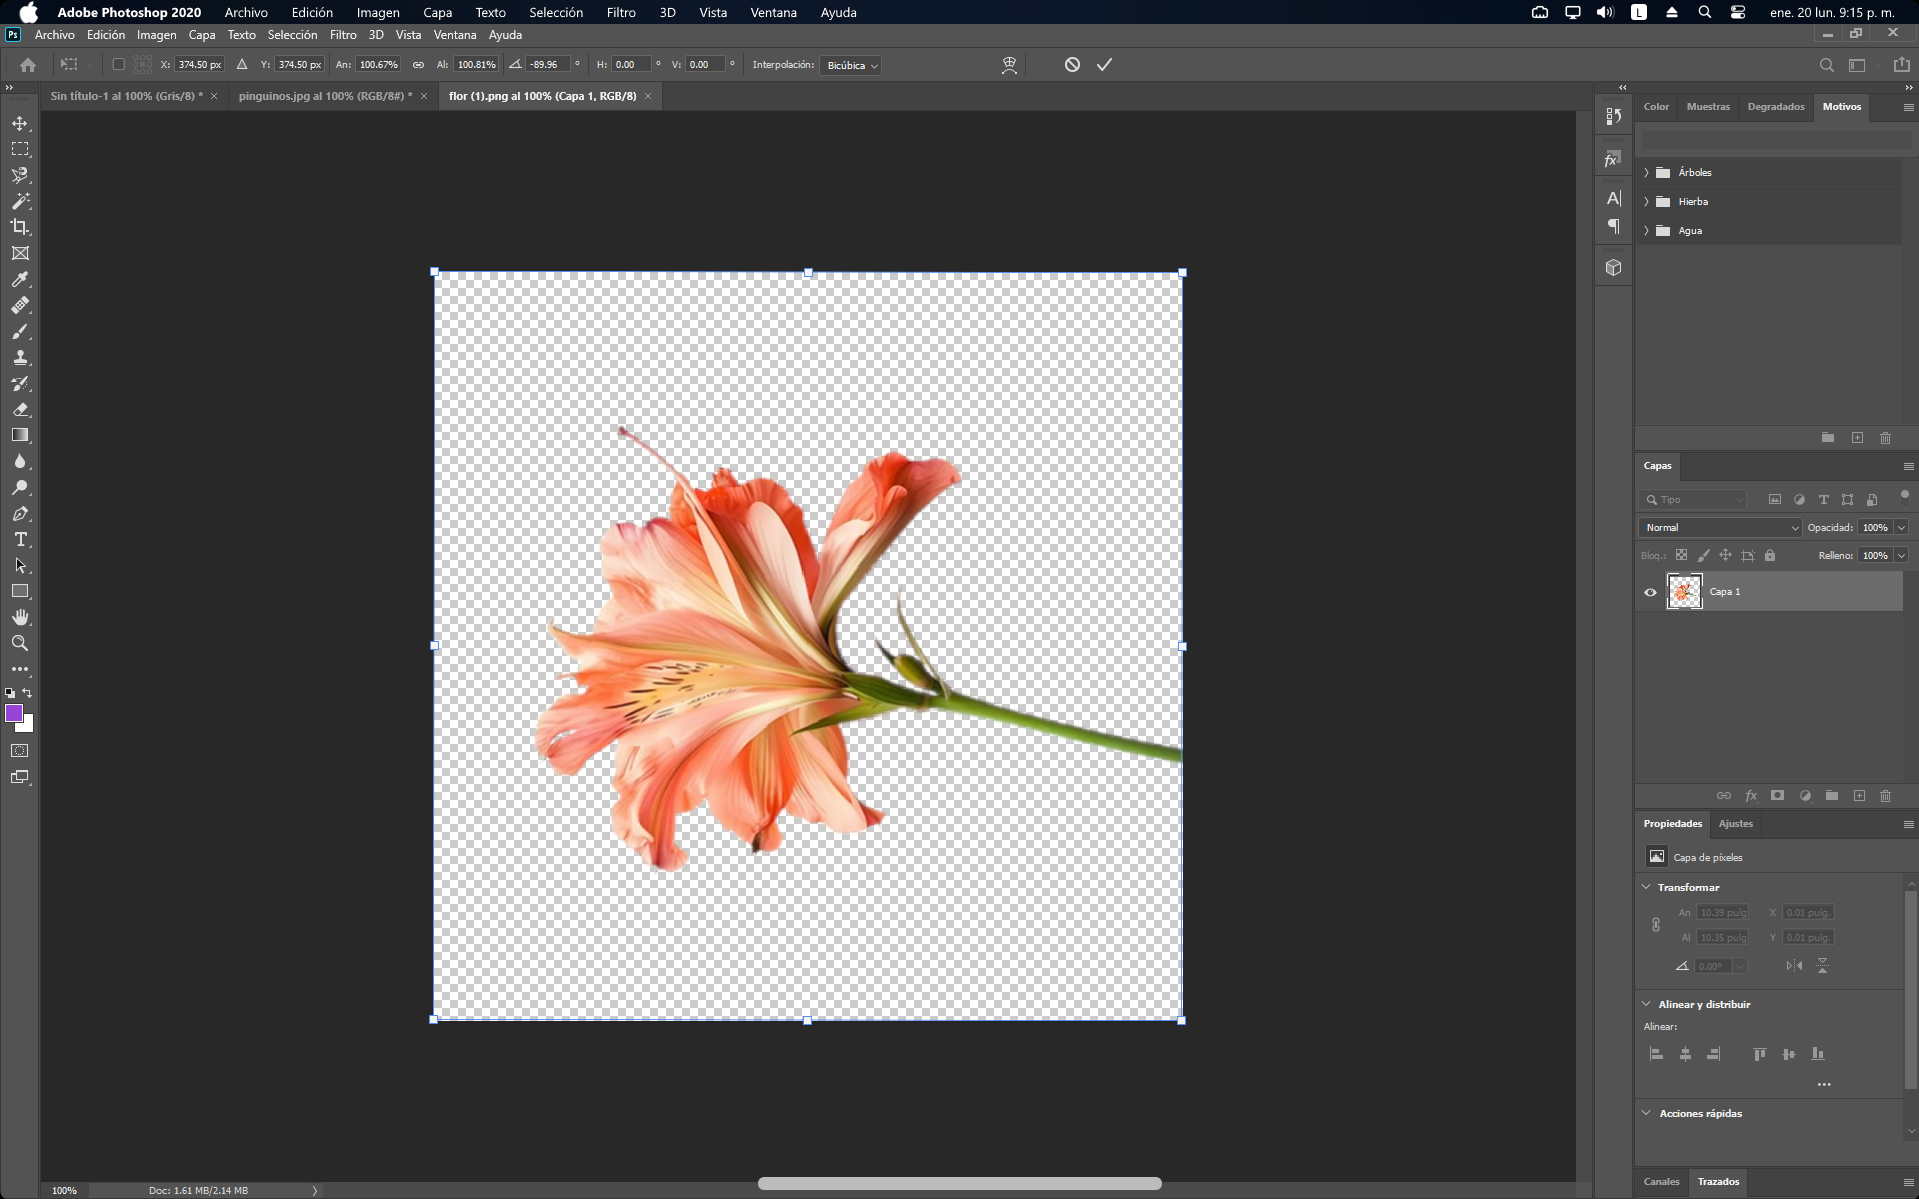 Adobe Photoshop 2020 Archivo Edición Imagen Capa Texto Selección Filtro 3D Vista Ventana Ayuda L ene. 20 lun. 9:15 p. m.
Ps Archivo Edición Imagen Capa Texto Selección Filtro 3D Vista Ventana Ayuda
X: 374.50 px Y: 374.50 px An: 100.67% Al: 100.81% -89.96 ° H: 0.00 ° V: 0.00 ° Interpolación: Bicúbica
Sin título-1 al 100% (Gris/8) * × pinguinos.jpg al 100% (RGB/8#) * × flor (1).png al 100% (Capa 1, RGB/8) ×
Color Muestras Degradados Motivos
Árboles
Hierba
Agua
Capas
Tipo
Normal Opacidad: 100%
Bloq.: Relleno: 100%
Capa 1
Propiedades Ajustes
Capa de píxeles
Transformar
An 10.39 pulg X 0.01 pulg.
Al 10.35 pulg Y 0.01 pulg.
0.00°
Alinear y distribuir
Alinear:
Acciones rápidas
Canales Trazados
100% Doc: 1.61 MB/2.14 MB